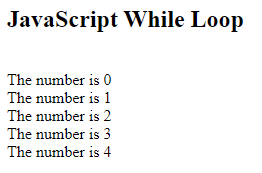 JavaScript While Loop
The number is 0
The number is 1
The number is 2
The number is 3
The number is 4